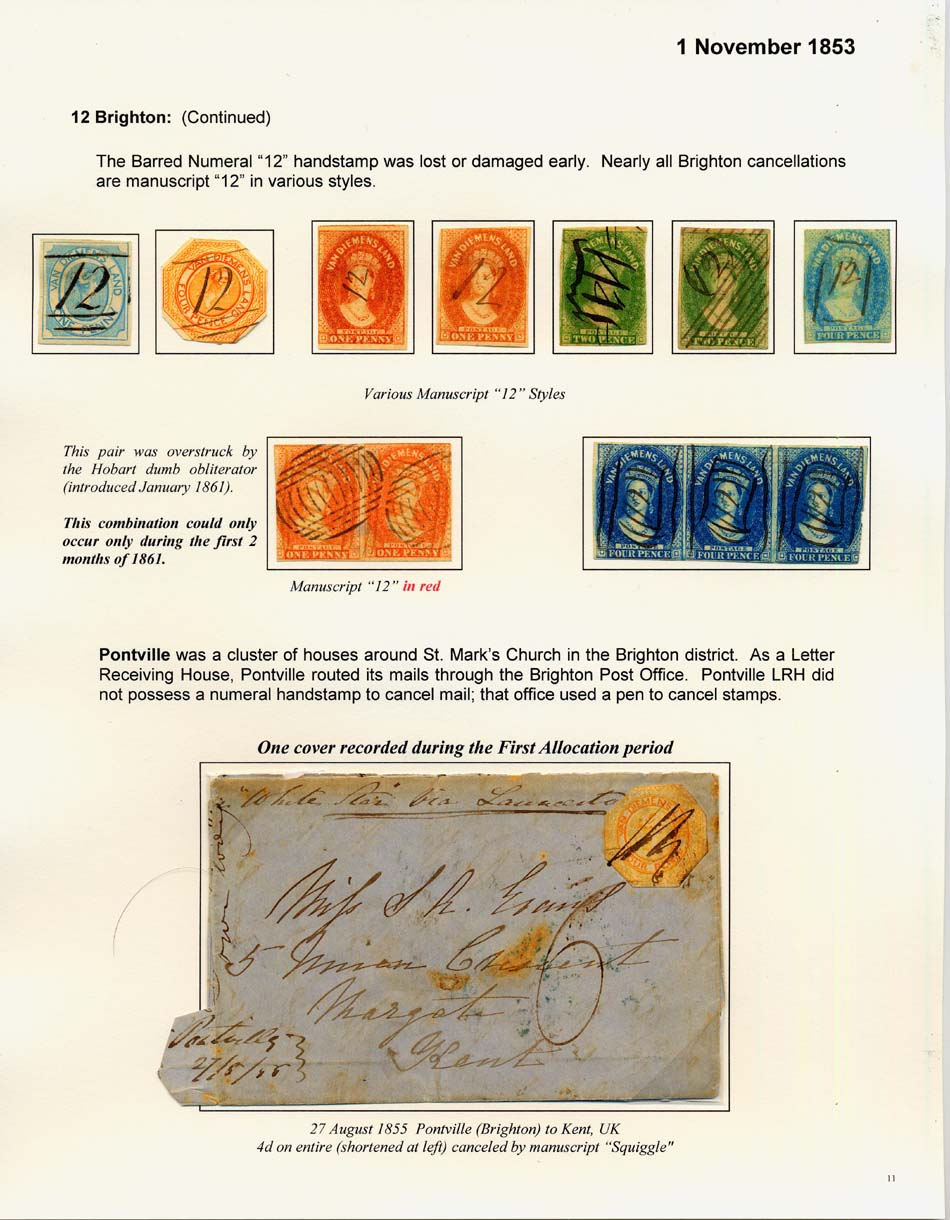 1 November 1853
12 Brighton: (Continued)
The Barred Numeral “12” handstamp was lost or damaged early. Nearly all Brighton cancellations
are manuscript “12” in various styles.
VAN DIEMENS LAND
ONE PENNY
12
VAN DIEMENS LAND
FOUR PENCE
12
VAN DIEMENS LAND
POSTAGE
ONE PENNY
12
VAN DIEMENS LAND
POSTAGE
ONE PENNY
12
VAN DIEMENS LAND
POSTAGE
TWO PENCE
VAN DIEMENS LAND
TWO PENCE
12
VAN DIEMENS LAND
POSTAGE
FOUR PENCE
12
Various Manuscript “12” Styles
This pair was overstruck by
the Hobart dumb obliterator
(introduced January 1861).
This combination could only
occur only during the first 2
months of 1861.
POSTAGE POSTAGE
ONE PENNY ONE PENNY
VAN DIEMENS LAND VAN DIEMENS LAND VAN DIEMENS LAND
POSTAGE POSTAGE POSTAGE
FOUR PENCE FOUR PENCE FOUR PENCE
Manuscript “12” in red
Pontville was a cluster of houses around St. Mark’s Church in the Brighton district. As a Letter
Receiving House, Pontville routed its mails through the Brighton Post Office. Pontville LRH did
not possess a numeral handstamp to cancel mail; that office used a pen to cancel stamps.
One cover recorded during the First Allocation period
"White Star" Via Launceston
VAN DIEMENS
Miss S. A. Evans
5 Union Crescent
Margate
Kent
6
Pontville
27/8/55
27 August 1855 Pontville (Brighton) to Kent, UK
4d on entire (shortened at left) canceled by manuscript “Squiggle"
11